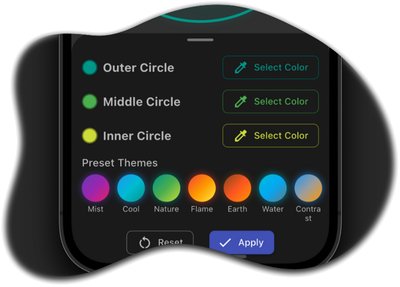 Outer Circle Select Color
Middle Circle Select Color
Inner Circle Select Color
Preset Themes
Mist Cool Nature Flame Earth Water Contra
st
Reset Apply